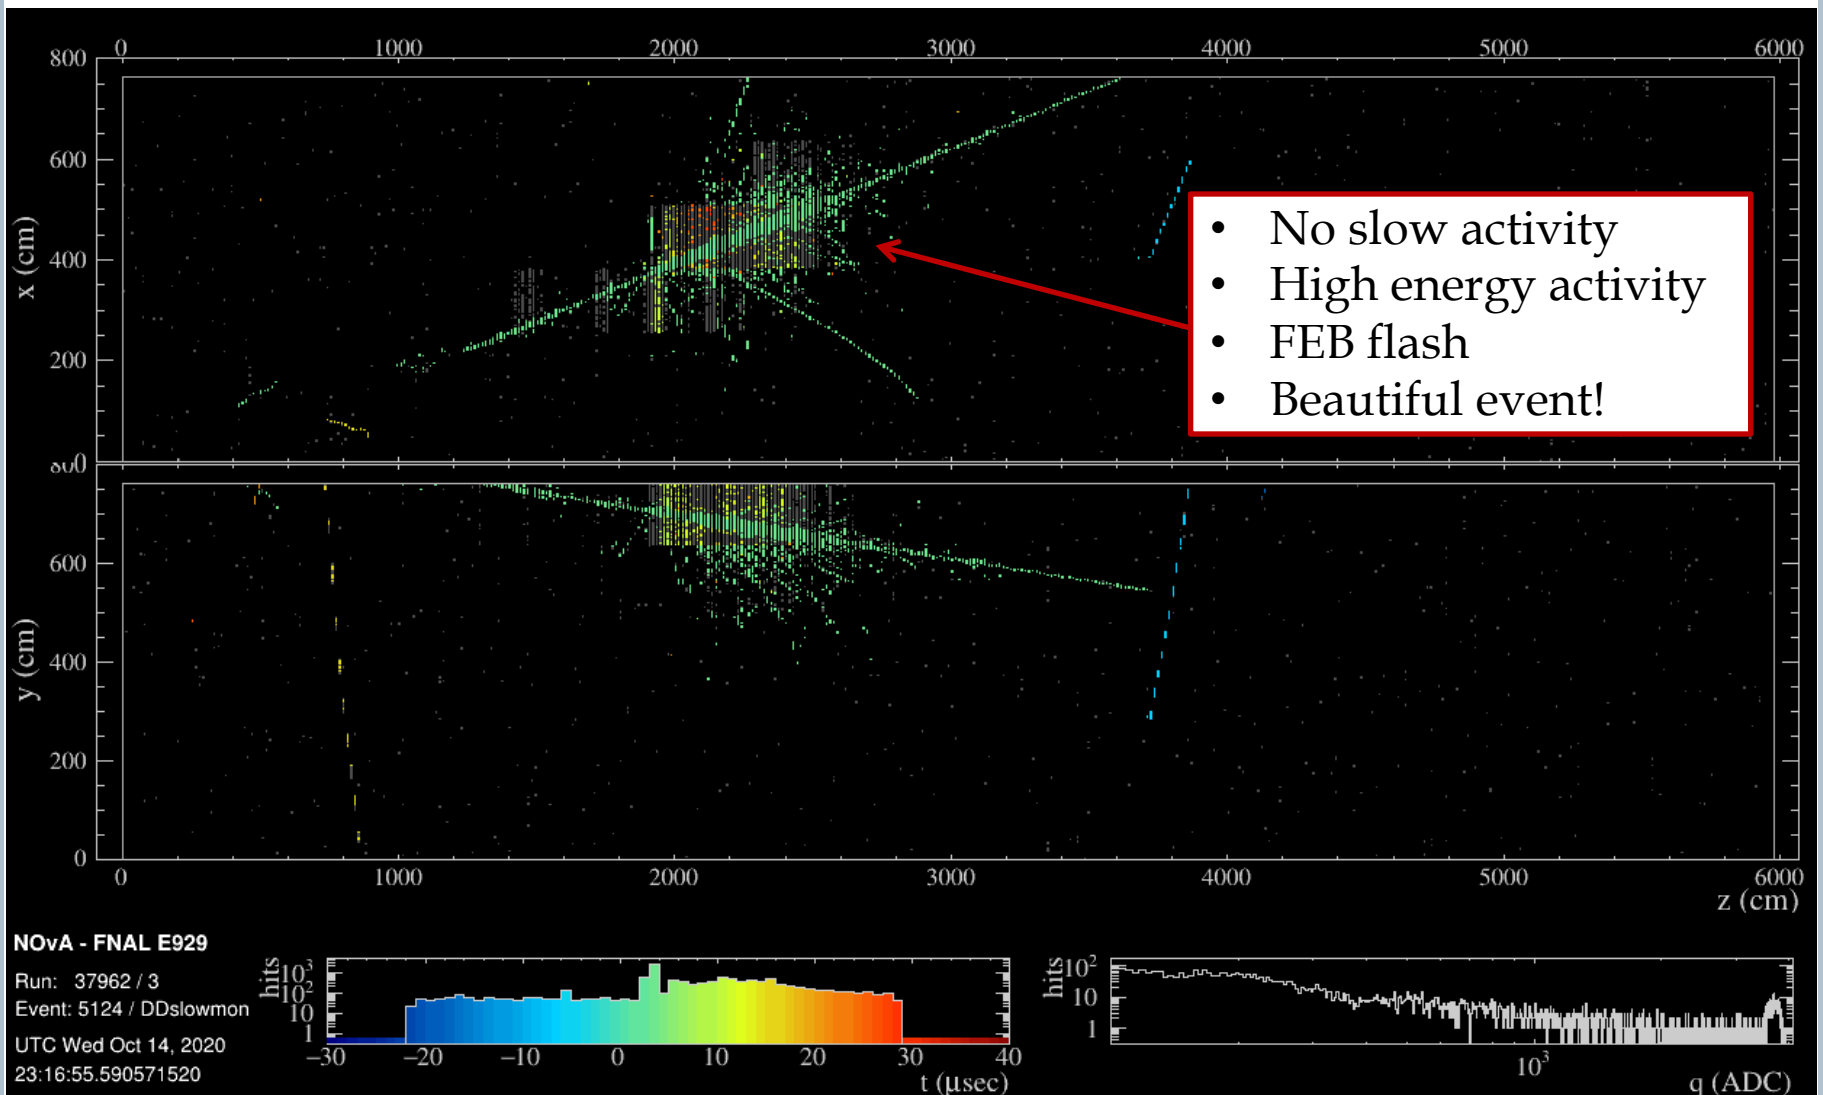 0 1000 2000 3000 4000 5000 6000
800
600
400
200
0
x (cm)
• No slow activity
• High energy activity
• FEB flash
• Beautiful event!
800
600
400
200
0
y (cm)
0 1000 2000 3000 4000 5000 6000
z (cm)
NOvA - FNAL E929
Run: 37962 / 3
Event: 5124 / DDslowmon
UTC Wed Oct 14, 2020
23:16:55.590571520
hits
10³
10²
10
1
−30 −20 −10 0 10 20 30 40
t (μsec)
hits
10²
10
1
10³
q (ADC)